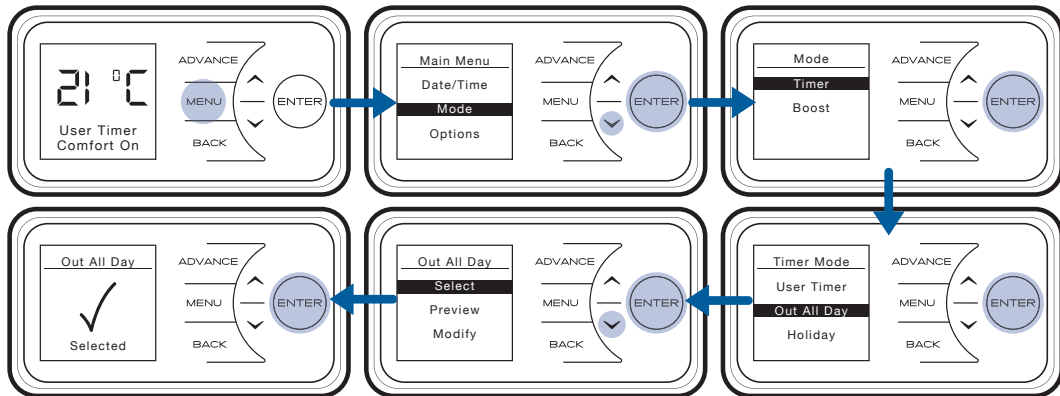 21 °C
User Timer
Comfort On
ADVANCE
MENU
BACK
ENTER
Main Menu
Date/Time
Mode
Options
ADVANCE
MENU
BACK
ENTER
Mode
Timer
Boost
ADVANCE
MENU
BACK
ENTER
Out All Day
Selected
ADVANCE
MENU
BACK
ENTER
Out All Day
Select
Preview
Modify
ADVANCE
MENU
BACK
ENTER
Timer Mode
User Timer
Out All Day
Holiday
ADVANCE
MENU
BACK
ENTER